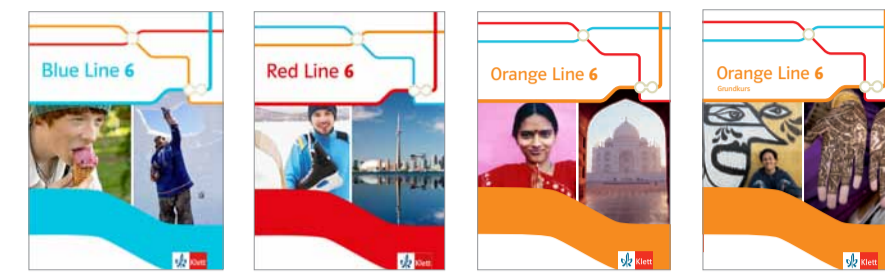 Blue Line 6
Klett
Red Line 6
Klett
Orange Line 6
Klett
Orange Line 6
Grundkurs
Klett